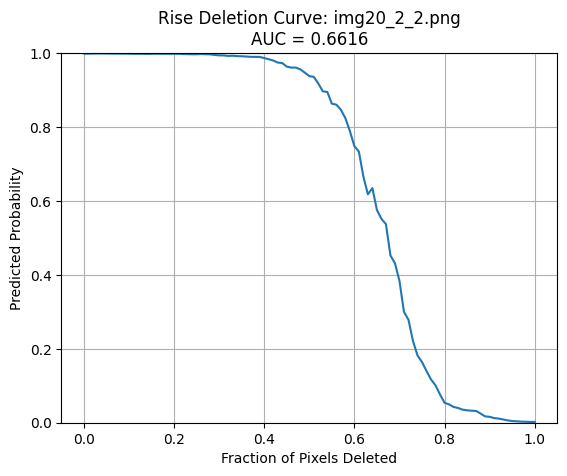 Rise Deletion Curve: img20_2_2.png
AUC = 0.6616
Predicted Probability
1.0
0.8
0.6
0.4
0.2
0.0
0.0 0.2 0.4 0.6 0.8 1.0
Fraction of Pixels Deleted